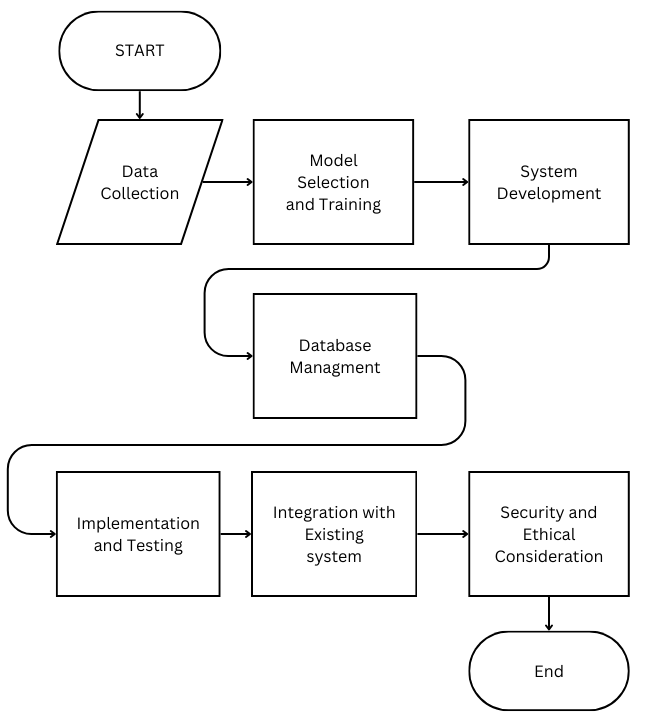 START
Data
Collection
Model
Selection
and Training
System
Development
Database
Managment
Implementation
and Testing
Integration with
Existing
system
Security and
Ethical
Consideration
End